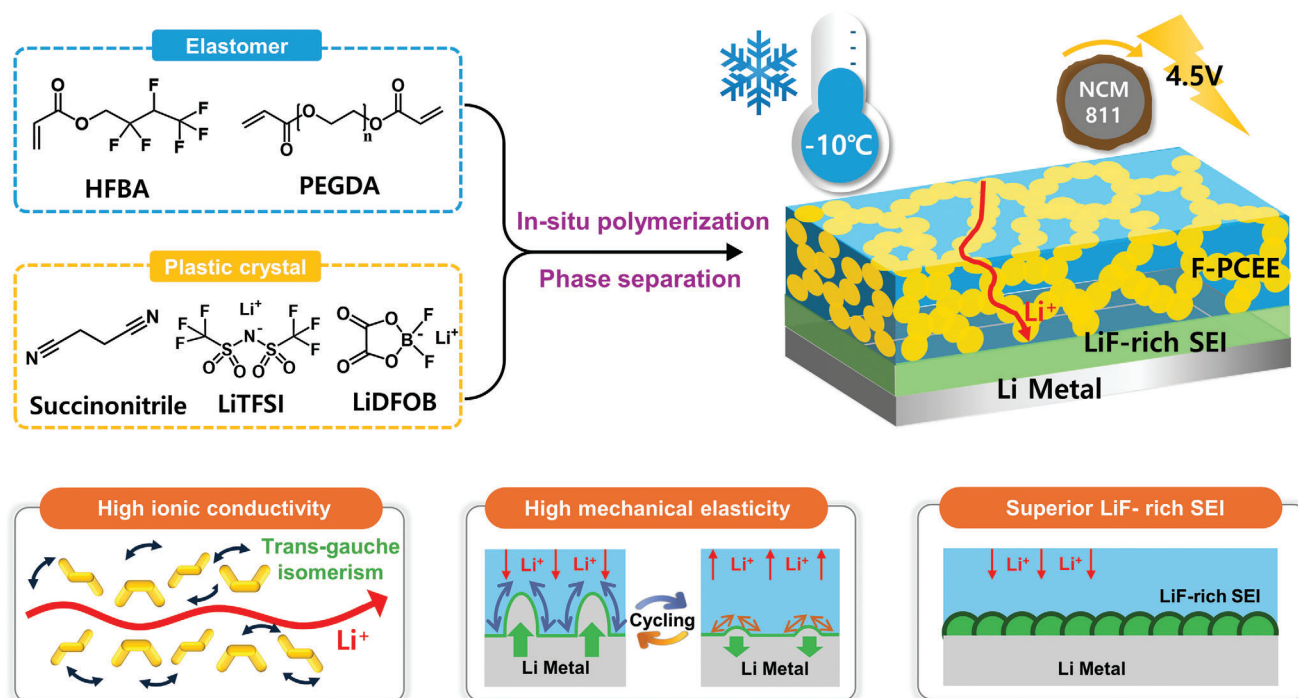 Elastomer
O
O
F
F
F
F
F
F
O
O
O
n
O
HFBA
PEGDA
Plastic crystal
N
N
Li⁺
F
F
F
N⁻
F
F
F
S
S
O
O
O
O
O
O
O
O
B⁻
F
F
Li⁺
Succinonitrile
LiTFSI
LiDFOB
In-situ polymerization
Phase separation
-10℃
NCM
811
4.5V
F-PCEE
Li⁺
LiF-rich SEI
Li Metal
High ionic conductivity
Trans-gauche
isomerism
Li⁺
High mechanical elasticity
Li⁺
Li⁺
Li⁺
Li⁺
Cycling
Li Metal
Li Metal
Superior LiF- rich SEI
Li⁺
Li⁺
LiF-rich SEI
Li Metal